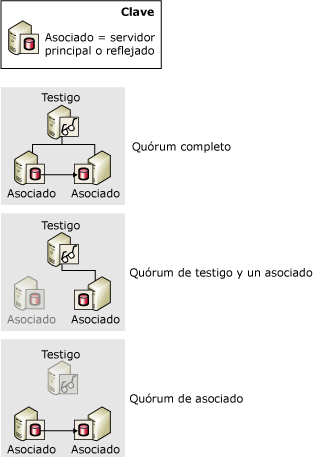 Clave
Asociado = servidor
principal o reflejado
Testigo
Asociado Asociado
Quórum completo
Testigo
Asociado Asociado
Quórum de testigo y un asociado
Testigo
Asociado Asociado
Quórum de asociado